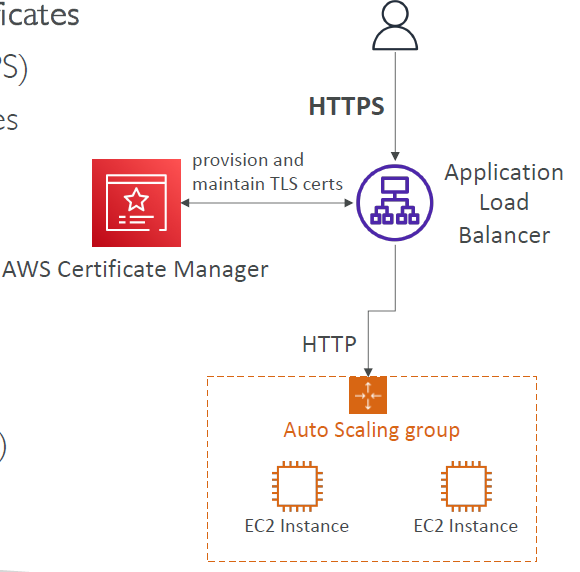 ficates
PS)
es
HTTPS
provision and
maintain TLS certs
Application
Load
Balancer
AWS Certificate Manager
HTTP
)
Auto Scaling group
EC2 Instance
EC2 Instance